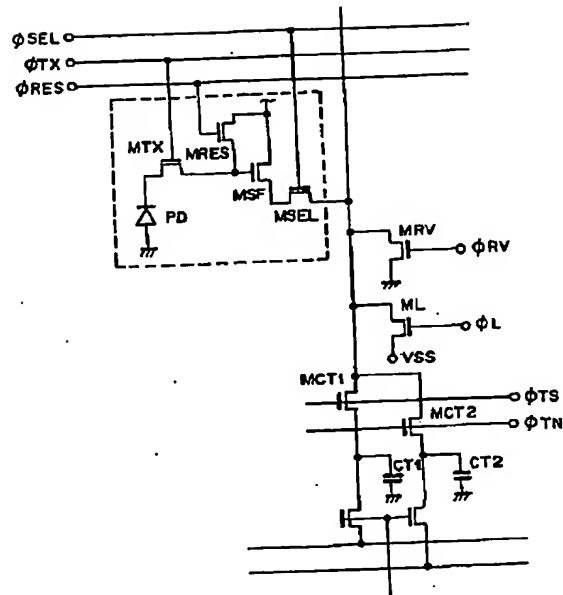 ϕSEL
ϕTX
ϕRES
MTX
MRES
MSF
PD
MSEL
MRV
ϕRV
ML
ϕL
VSS
MCT1
ϕTS
MCT2
ϕTN
CT1
CT2